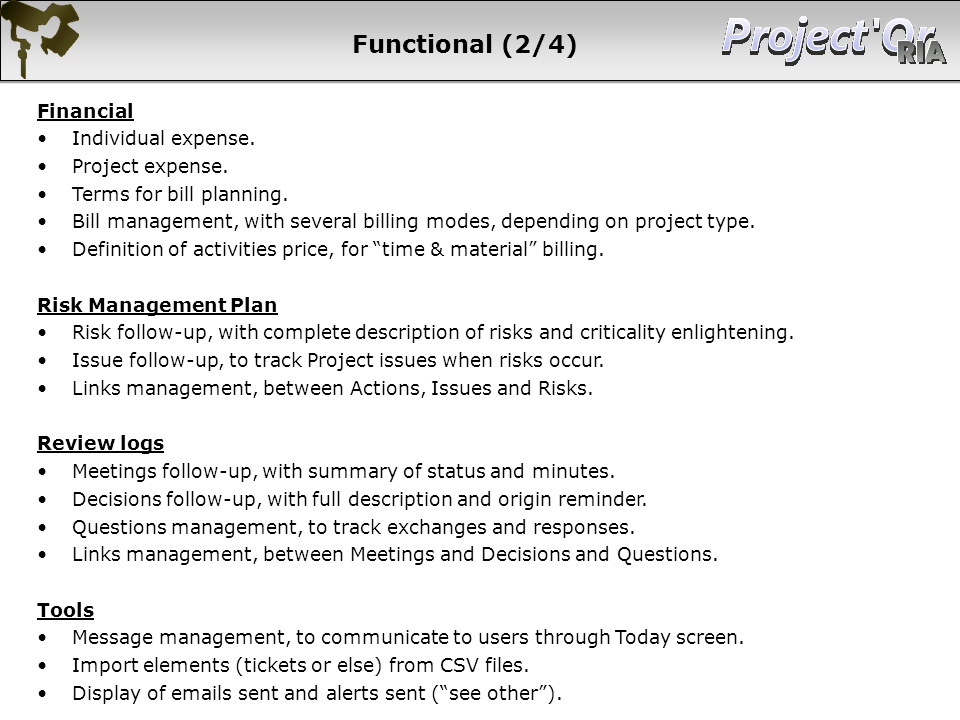 Functional (2/4)
Project'Or
RIA
Financial
• Individual expense.
• Project expense.
• Terms for bill planning.
• Bill management, with several billing modes, depending on project type.
• Definition of activities price, for “time & material” billing.
Risk Management Plan
• Risk follow-up, with complete description of risks and criticality enlightening.
• Issue follow-up, to track Project issues when risks occur.
• Links management, between Actions, Issues and Risks.
Review logs
• Meetings follow-up, with summary of status and minutes.
• Decisions follow-up, with full description and origin reminder.
• Questions management, to track exchanges and responses.
• Links management, between Meetings and Decisions and Questions.
Tools
• Message management, to communicate to users through Today screen.
• Import elements (tickets or else) from CSV files.
• Display of emails sent and alerts sent (“see other”).